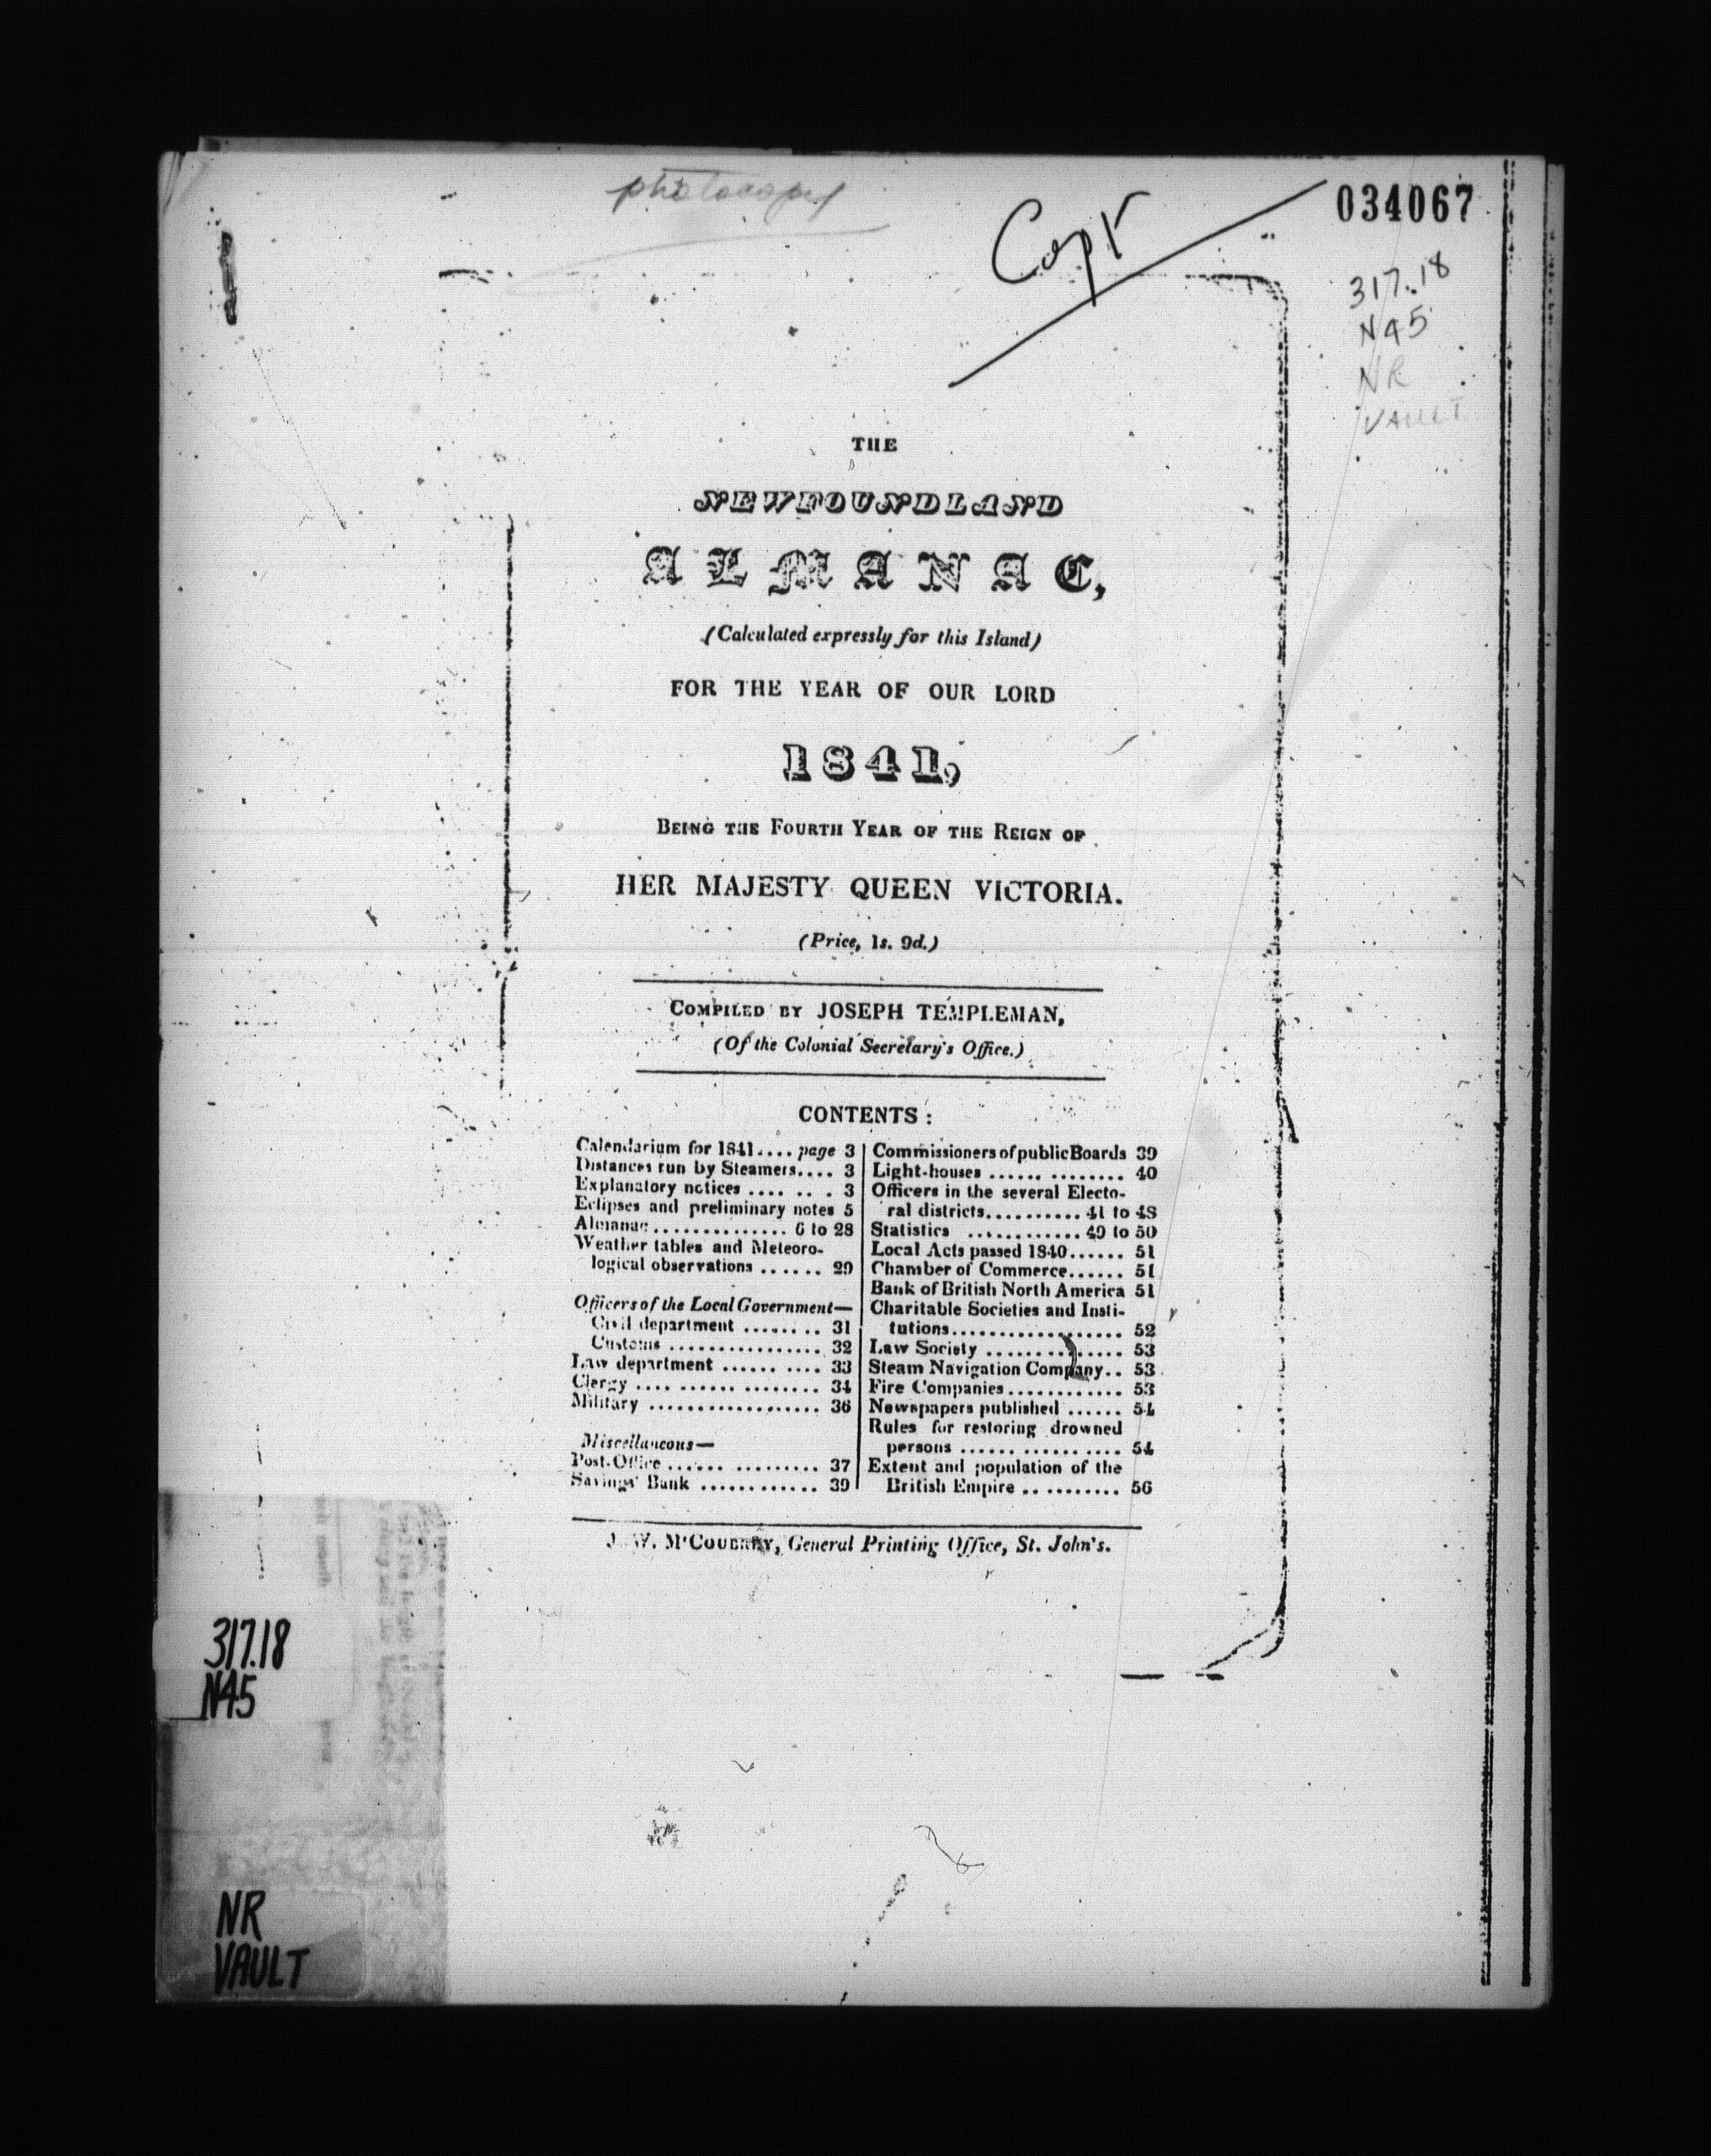 photocopy
Copy
034067
317.18
N45
NR
VAULT
THE
NEWFOUNDLAND
ALMANAC,
(Calculated expressly for this Island)
FOR THE YEAR OF OUR LORD
1841,
BEING THE FOURTH YEAR OF THE REIGN OF
HER MAJESTY QUEEN VICTORIA.
(Price, 1s. 9d.)
COMPILED BY JOSEPH TEMPLEMAN,
(Of the Colonial Secretary's Office.)
CONTENTS:
Calendarium for 1841.... page 3
Distances run by Steamers.... 3
Explanatory notices .... .. . 3
Eclipses and preliminary notes 5
Almanac.............. 6 to 28
Weather tables and Meteoro-
logical observations ...... 29
Officers of the Local Government—
Civil department ........ 31
Customs ................ 32
Law department ...... .... 33
Clergy .... ...... ........ 34
Military .................. 36
Miscellaneous—
Post-Office ...... ......... 37
Savings' Bank ............ 39
Commissioners of public Boards 39
Light-houses ...... ........ 40
Officers in the several Electo-
ral districts.......... 41 to 48
Statistics ............ 49 to 50
Local Acts passed 1840...... 51
Chamber of Commerce...... 51
Bank of British North America 51
Charitable Societies and Insti-
tutions.................. 52
Law Society .............. 53
Steam Navigation Company.. 53
Fire Companies............ 53
Newspapers published ...... 54
Rules for restoring drowned
persons ...... ...... .... 54
Extent and population of the
British Empire .. ........ 56
J. W. M'COUBREY, General Printing Office, St. John's.
317.18
N45
NR
VAULT